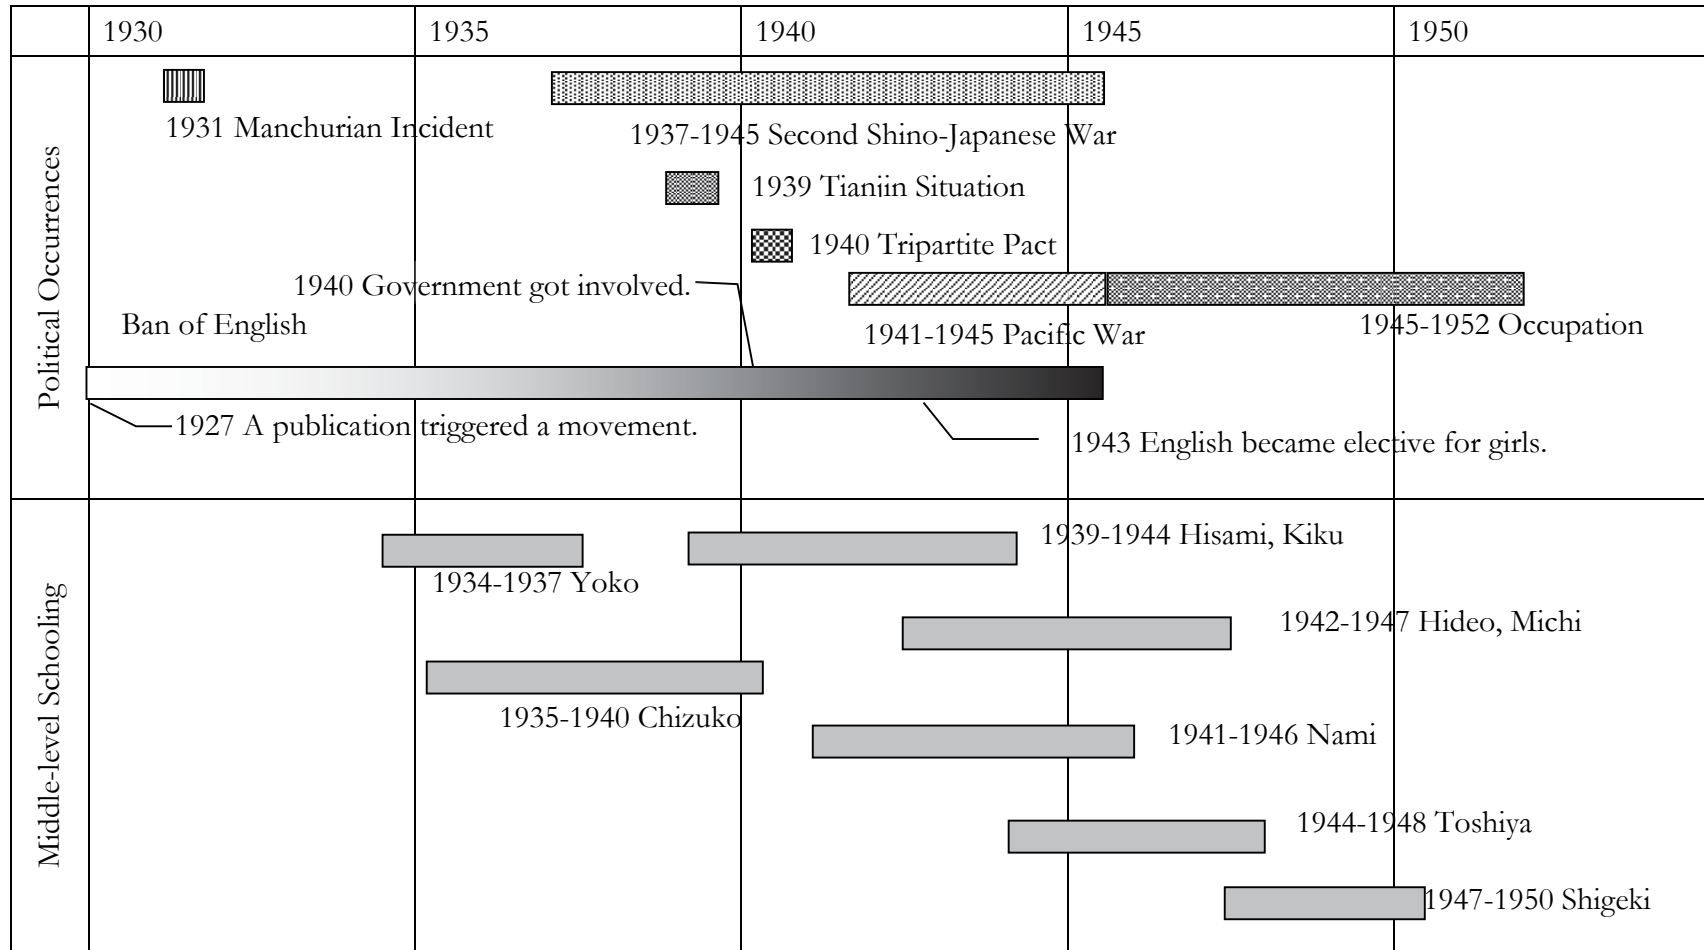 1930 1935 1940 1945 1950
Political Occurrences
1931 Manchurian Incident
1937-1945 Second Shino-Japanese War
1939 Tianjin Situation
1940 Tripartite Pact
1940 Government got involved.
Ban of English
1941-1945 Pacific War
1945-1952 Occupation
1927 A publication triggered a movement.
1943 English became elective for girls.
Middle-level Schooling
1939-1944 Hisami, Kiku
1934-1937 Yoko
1942-1947 Hideo, Michi
1935-1940 Chizuko
1941-1946 Nami
1944-1948 Toshiya
1947-1950 Shigeki